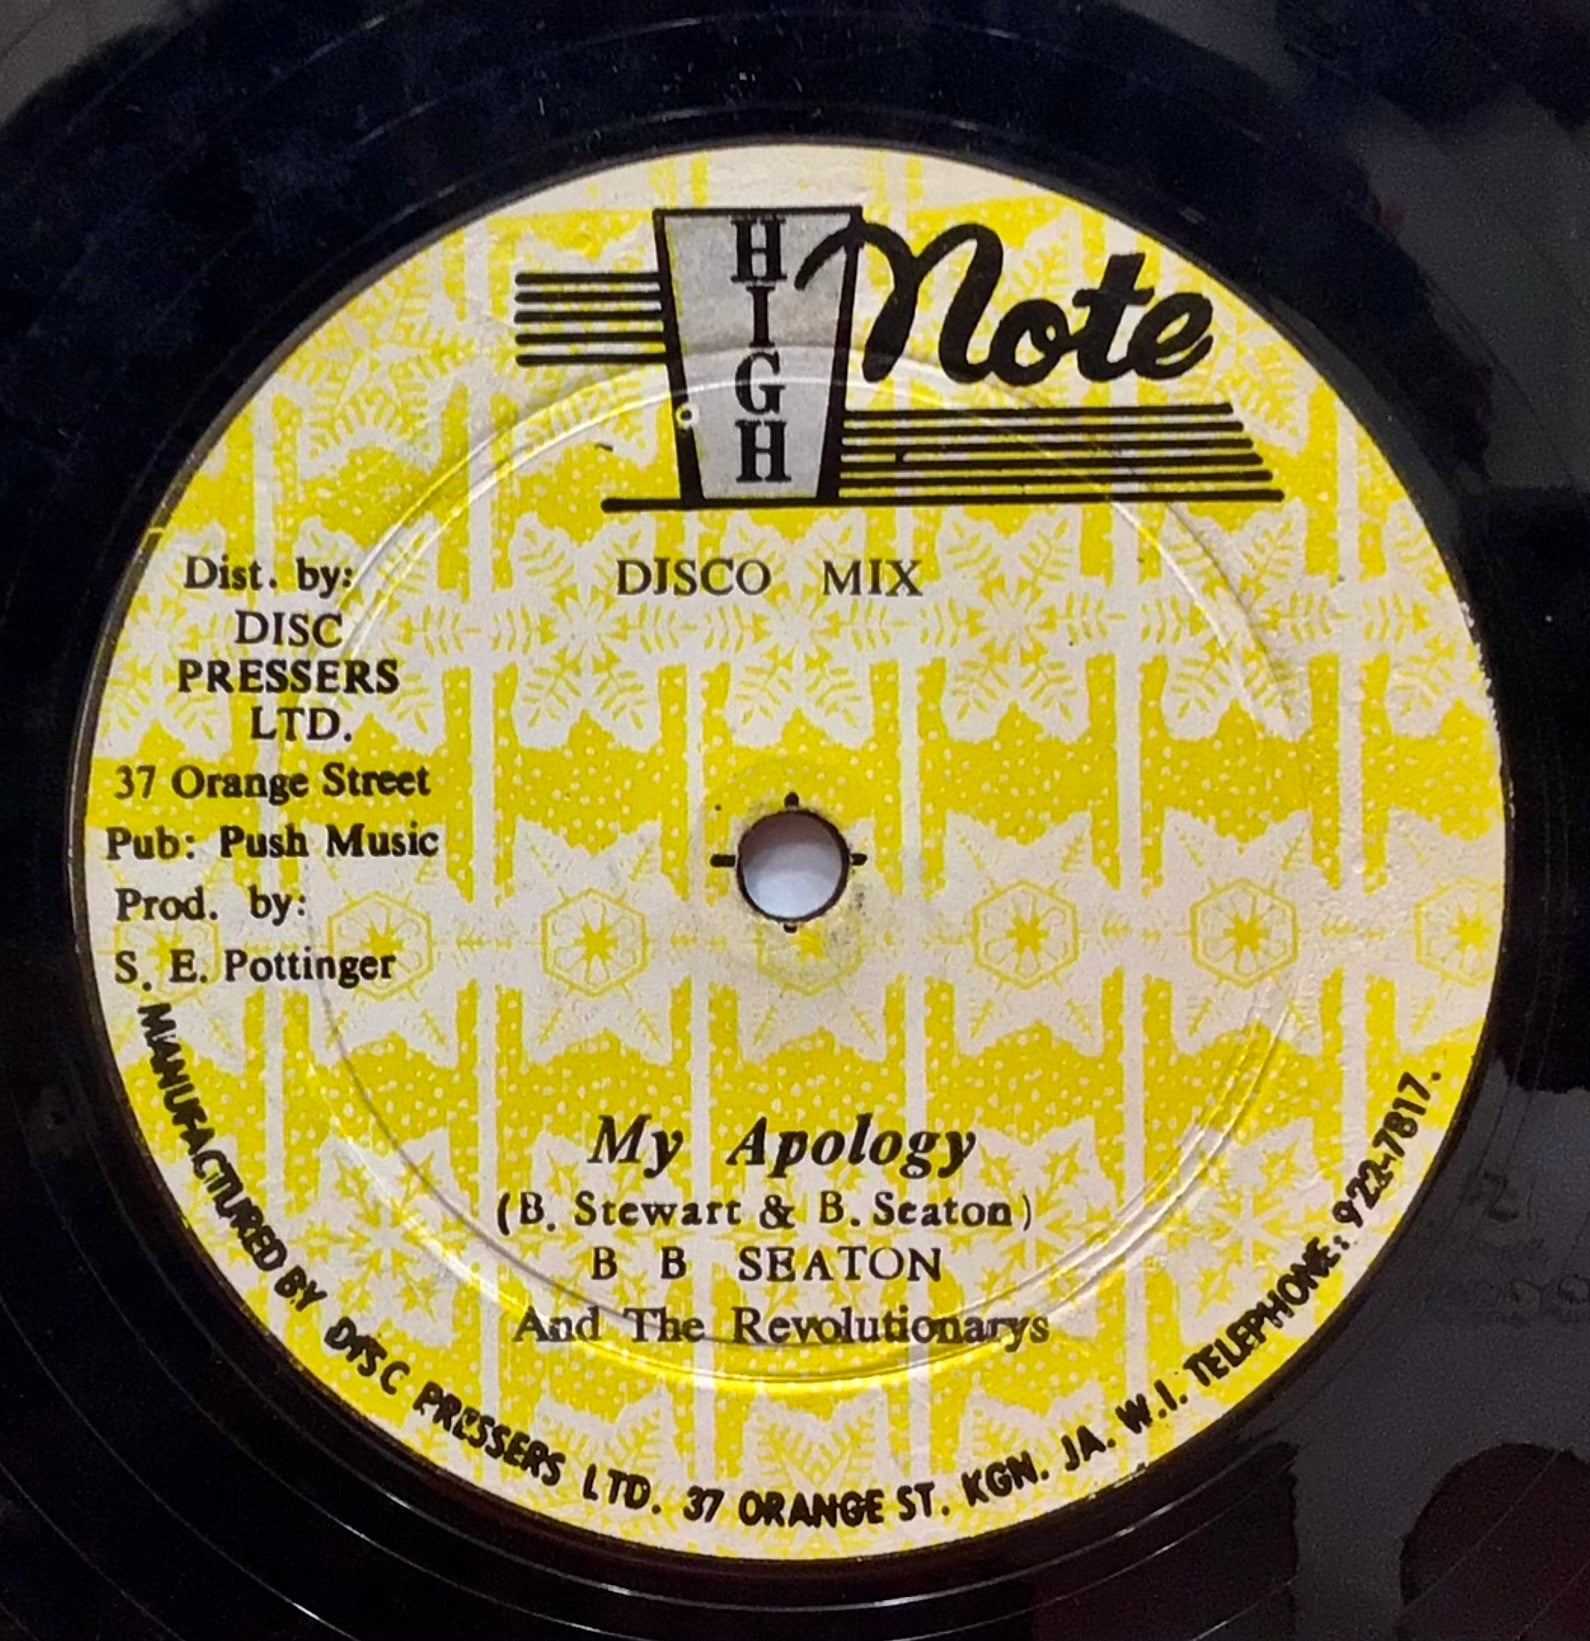 HIGH Note
DISCO MIX
Dist. by:
DISC
PRESSERS
LTD.
37 Orange Street
Pub: Push Music
Prod. by:
S. E. Pottinger
My Apology
(B. Stewart & B. Seaton)
B B SEATON
And The Revolutionarys
MANUFACTURED BY DISC PRESSERS LTD. 37 ORANGE ST. KGN. JA. W.I. TELEPHONE: 922-7817.